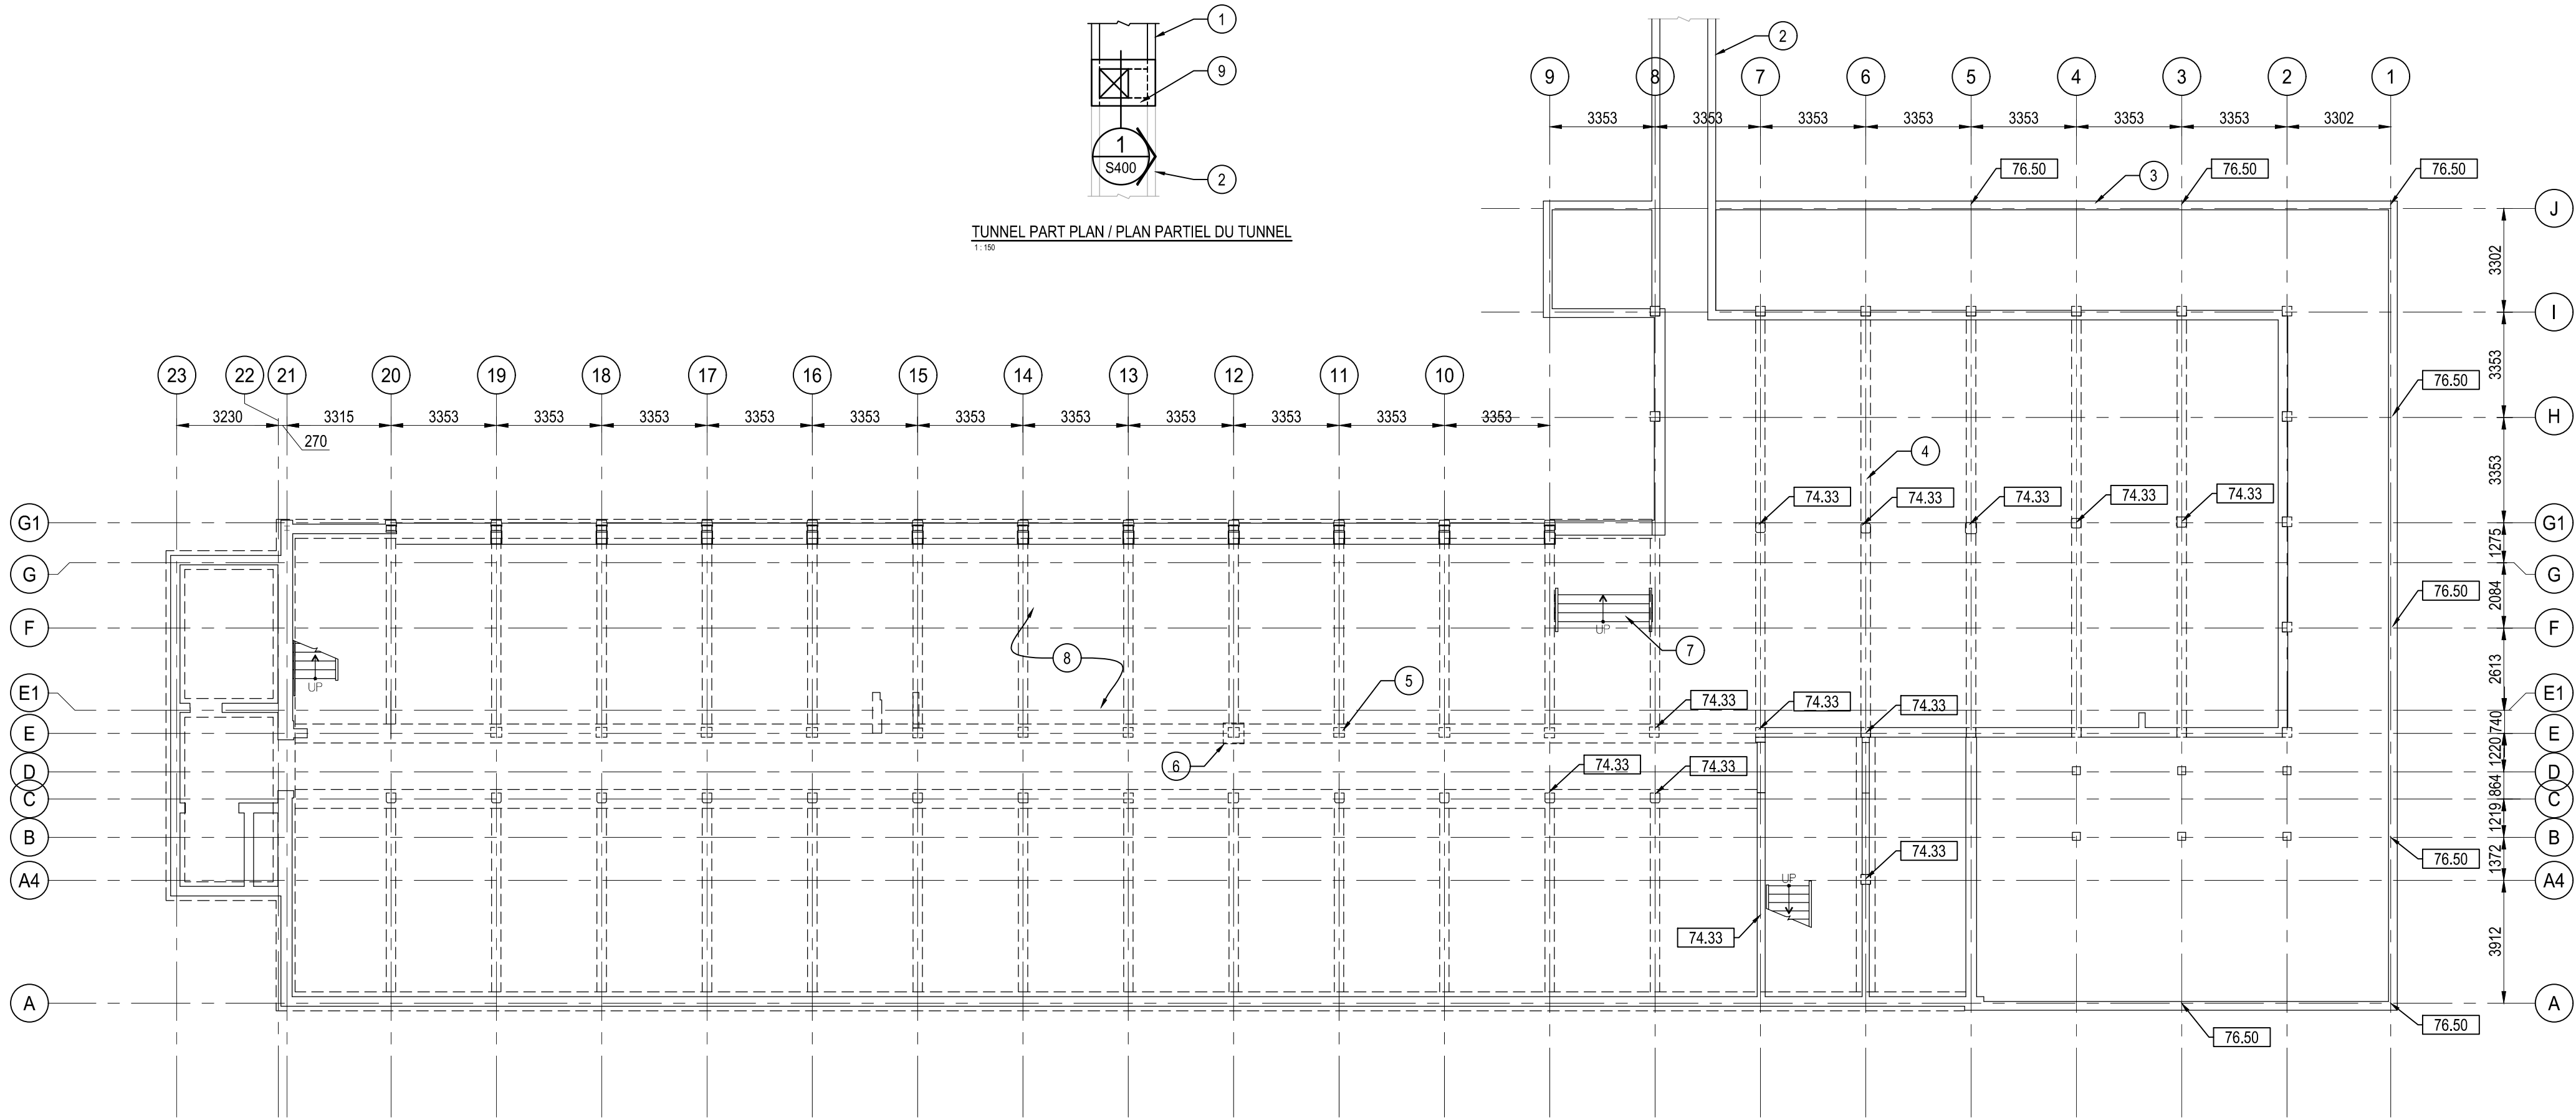 1
9
1
S400
2
TUNNEL PART PLAN / PLAN PARTIEL DU TUNNEL
1 : 150
2
9 8 7 6 5 4 3 2 1
3353 3353 3353 3353 3353 3353 3353 3302
76.50 3 76.50 76.50
J
3302
I
3353
76.50
H
3353
23 22 21 20 19 18 17 16 15 14 13 12 11 10
3230 3315 3353 3353 3353 3353 3353 3353 3353 3353 3353 3353 3353
270
4
74.33 74.33 74.33 74.33 74.33
G1 G1
1275
G G
2084
76.50
F UP 8 UP 7 F
2613
E1 5 74.33 74.33 74.33 E1
740
E E
1220
6 74.33 74.33
D D
864
C C
1219
B B
74.33 76.50
1372
A4 UP A4
74.33
3912
A A
76.50 76.50